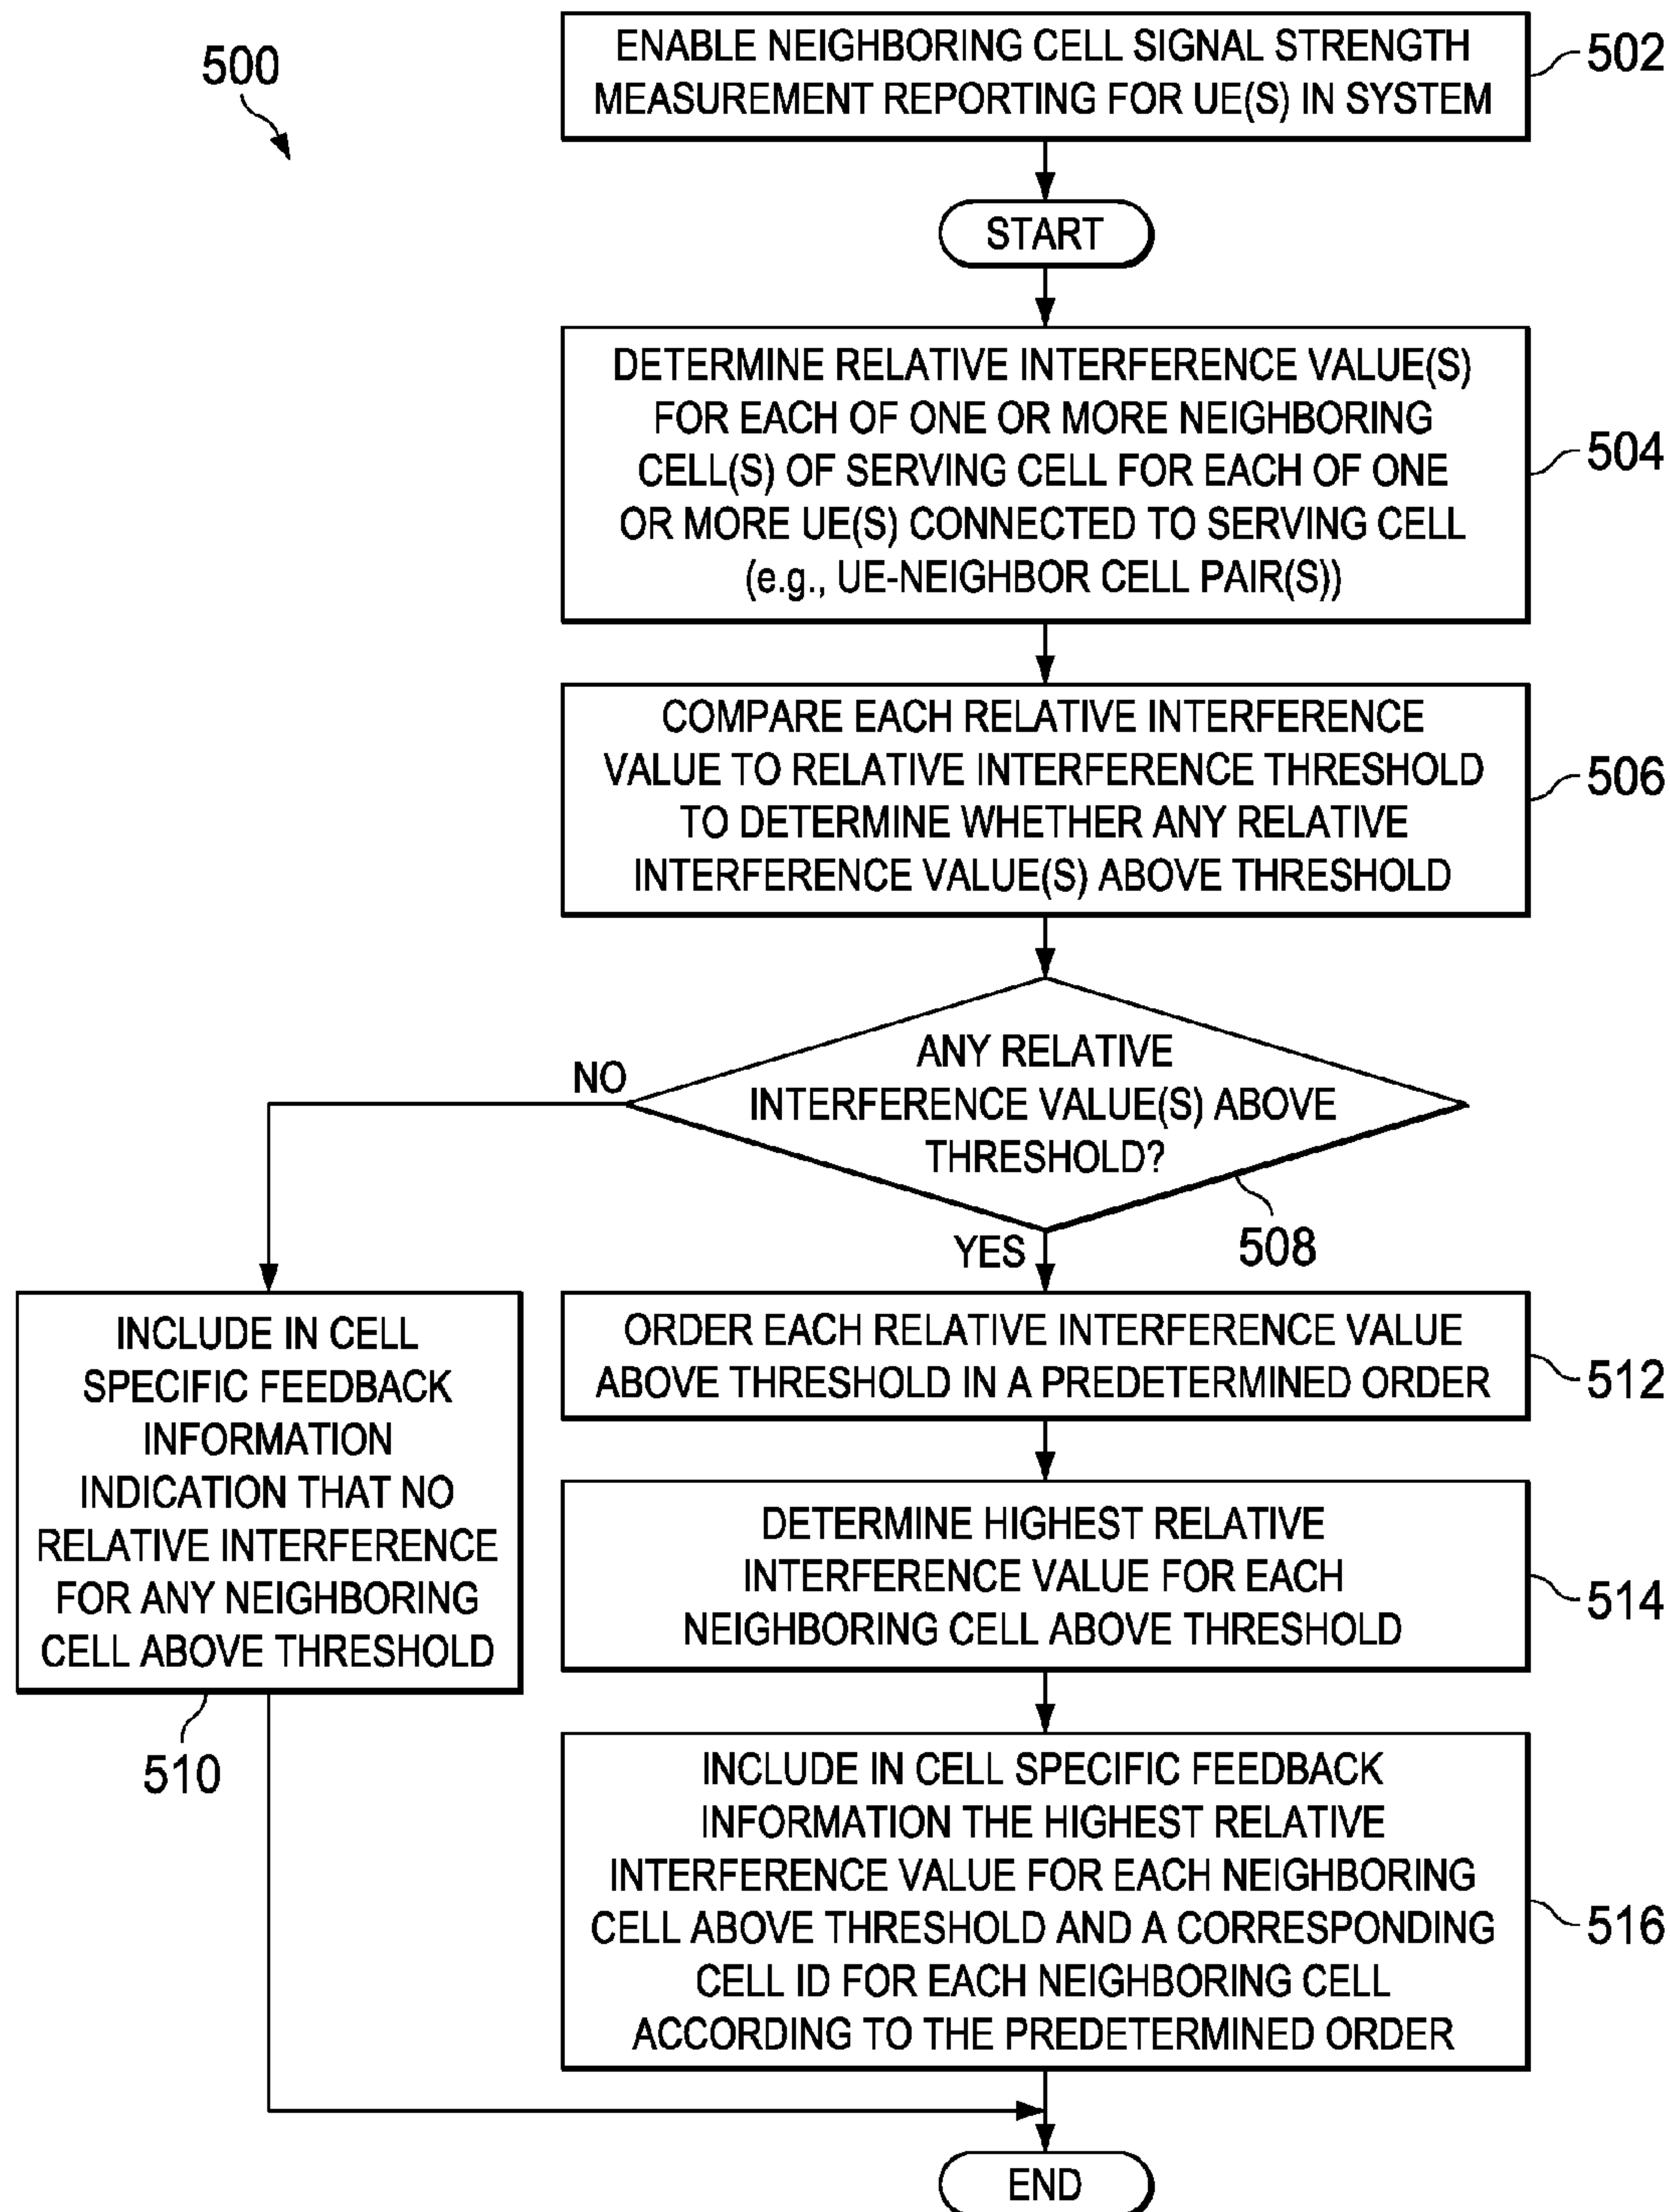 500
ENABLE NEIGHBORING CELL SIGNAL STRENGTH
MEASUREMENT REPORTING FOR UE(S) IN SYSTEM
502
START
DETERMINE RELATIVE INTERFERENCE VALUE(S)
FOR EACH OF ONE OR MORE NEIGHBORING
CELL(S) OF SERVING CELL FOR EACH OF ONE
OR MORE UE(S) CONNECTED TO SERVING CELL
(e.g., UE-NEIGHBOR CELL PAIR(S))
504
COMPARE EACH RELATIVE INTERFERENCE
VALUE TO RELATIVE INTERFERENCE THRESHOLD
TO DETERMINE WHETHER ANY RELATIVE
INTERFERENCE VALUE(S) ABOVE THRESHOLD
506
ANY RELATIVE
INTERFERENCE VALUE(S) ABOVE
THRESHOLD?
508
NO
YES
INCLUDE IN CELL
SPECIFIC FEEDBACK
INFORMATION
INDICATION THAT NO
RELATIVE INTERFERENCE
FOR ANY NEIGHBORING
CELL ABOVE THRESHOLD
510
ORDER EACH RELATIVE INTERFERENCE VALUE
ABOVE THRESHOLD IN A PREDETERMINED ORDER
512
DETERMINE HIGHEST RELATIVE
INTERFERENCE VALUE FOR EACH
NEIGHBORING CELL ABOVE THRESHOLD
514
INCLUDE IN CELL SPECIFIC FEEDBACK
INFORMATION THE HIGHEST RELATIVE
INTERFERENCE VALUE FOR EACH NEIGHBORING
CELL ABOVE THRESHOLD AND A CORRESPONDING
CELL ID FOR EACH NEIGHBORING CELL
ACCORDING TO THE PREDETERMINED ORDER
516
END